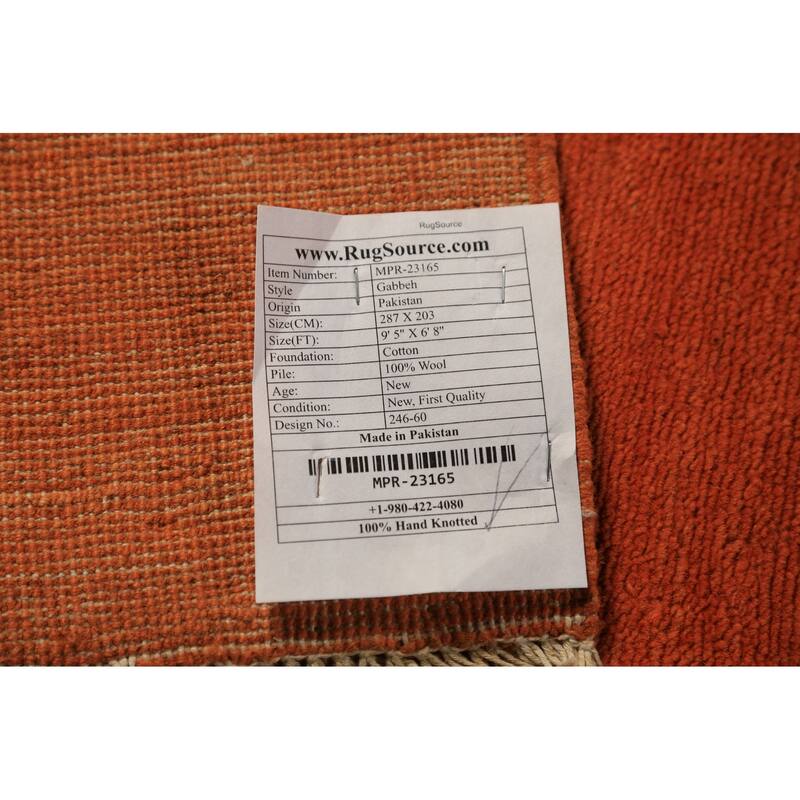 RugSource
www.RugSource.com
Item Number: MPR-23165
Style Gabbeh
Origin Pakistan
Size(CM): 287 X 203
Size(FT): 9' 5" X 6' 8"
Foundation: Cotton
Pile: 100% Wool
Age: New
Condition: New, First Quality
Design No.: 246-60
Made in Pakistan
MPR-23165
+1-980-422-4080
100% Hand Knotted